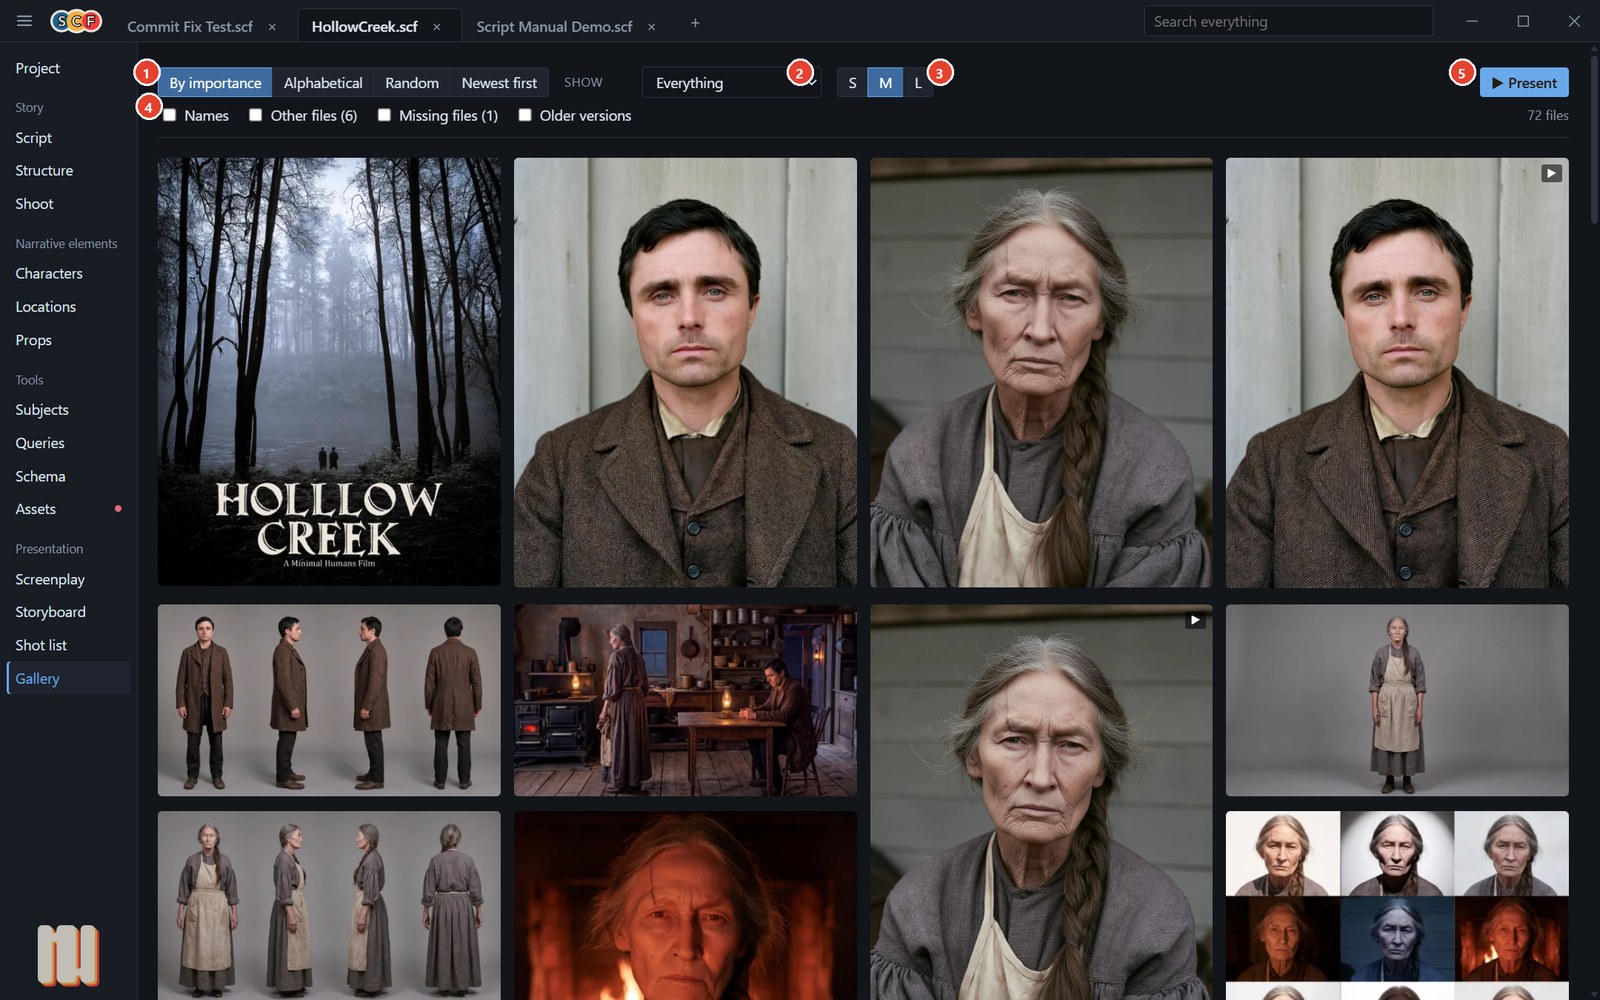 SCF
Commit Fix Test.scf ×
HollowCreek.scf ×
Script Manual Demo.scf ×
+
Search everything
Project
Story
Script
Structure
Shoot
Narrative elements
Characters
Locations
Props
Tools
Subjects
Queries
Schema
Assets
Presentation
Screenplay
Storyboard
Shot list
Gallery
1
By importance
Alphabetical
Random
Newest first
SHOW
Everything
2
S
M
L
3
5
Present
4
Names
Other files (6)
Missing files (1)
Older versions
72 files
HOLLLOW
CREEK
A Minimal Humans Film